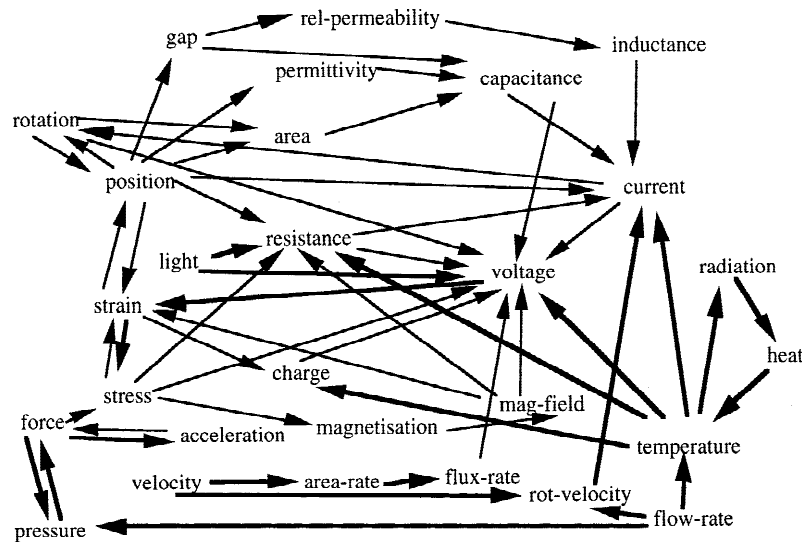 rel-permeability
gap
inductance
permittivity
capacitance
rotation
area
position
current
resistance
light
voltage
radiation
strain
heat
charge
stress
mag-field
force
acceleration
magnetisation
temperature
velocity
area-rate
flux-rate
rot-velocity
flow-rate
pressure